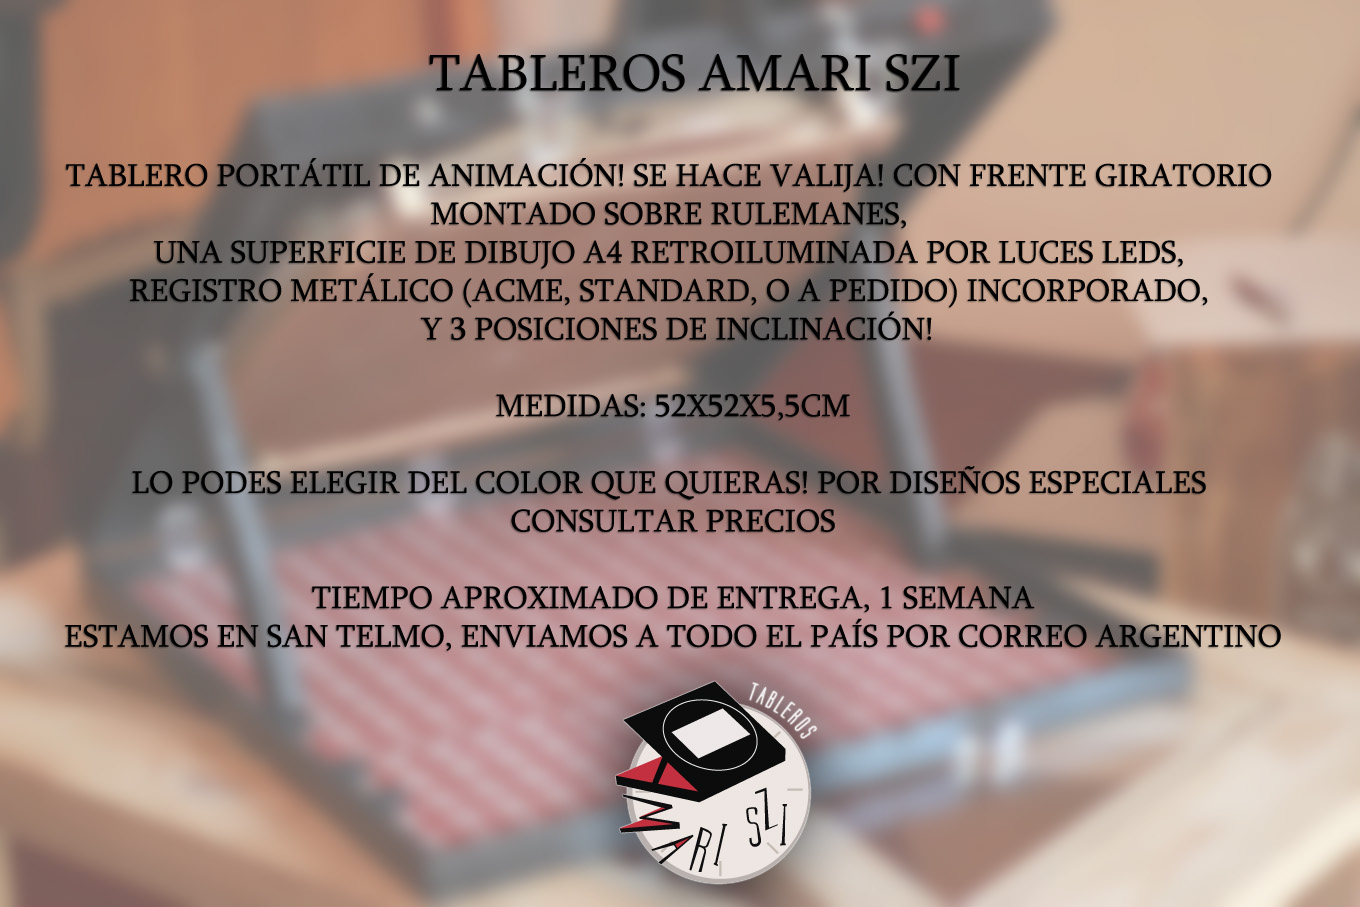 TABLEROS AMARI SZI
TABLERO PORTÁTIL DE ANIMACIÓN! SE HACE VALIJA! CON FRENTE GIRATORIO
MONTADO SOBRE RULEMANES,
UNA SUPERFICIE DE DIBUJO A4 RETROILUMINADA POR LUCES LEDS,
REGISTRO METÁLICO (ACME, STANDARD, O A PEDIDO) INCORPORADO,
Y 3 POSICIONES DE INCLINACIÓN!
MEDIDAS: 52X52X5,5CM
LO PODES ELEGIR DEL COLOR QUE QUIERAS! POR DISEÑOS ESPECIALES
CONSULTAR PRECIOS
TIEMPO APROXIMADO DE ENTREGA, 1 SEMANA
ESTAMOS EN SAN TELMO, ENVIAMOS A TODO EL PAÍS POR CORREO ARGENTINO
TABLEROS
AMARI SZI